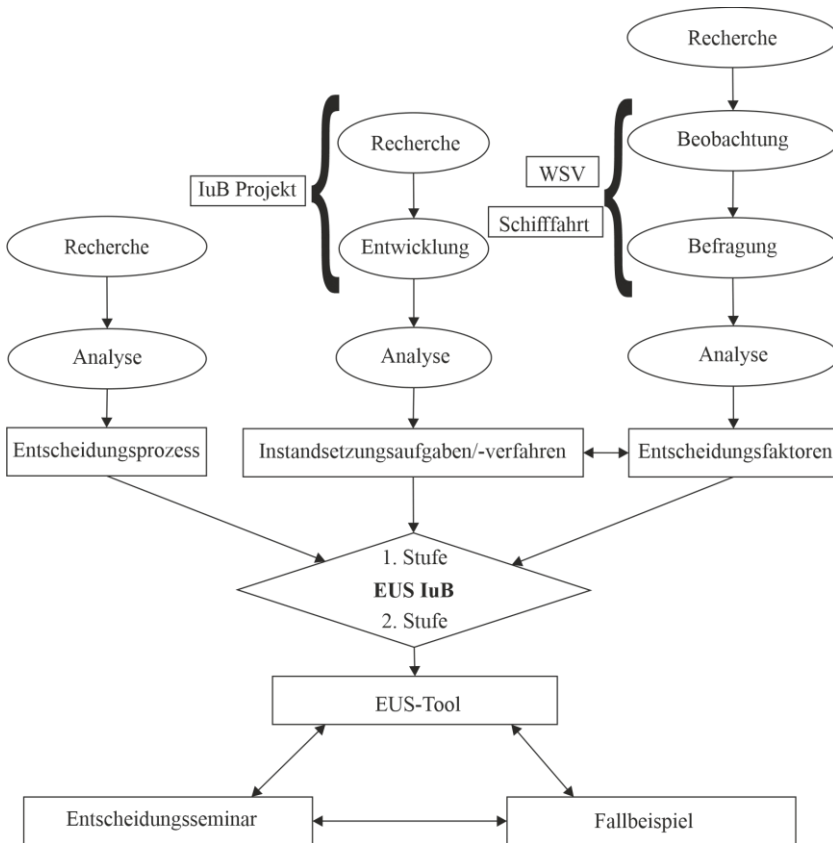 Recherche
Beobachtung
Recherche
WSV
IuB Projekt
Schifffahrt
Recherche
Entwicklung
Befragung
Analyse
Analyse
Analyse
Entscheidungsprozess
Instandsetzungsaufgaben/-verfahren
Entscheidungsfaktoren
1. Stufe
EUS IuB
2. Stufe
EUS-Tool
Entscheidungsseminar
Fallbeispiel